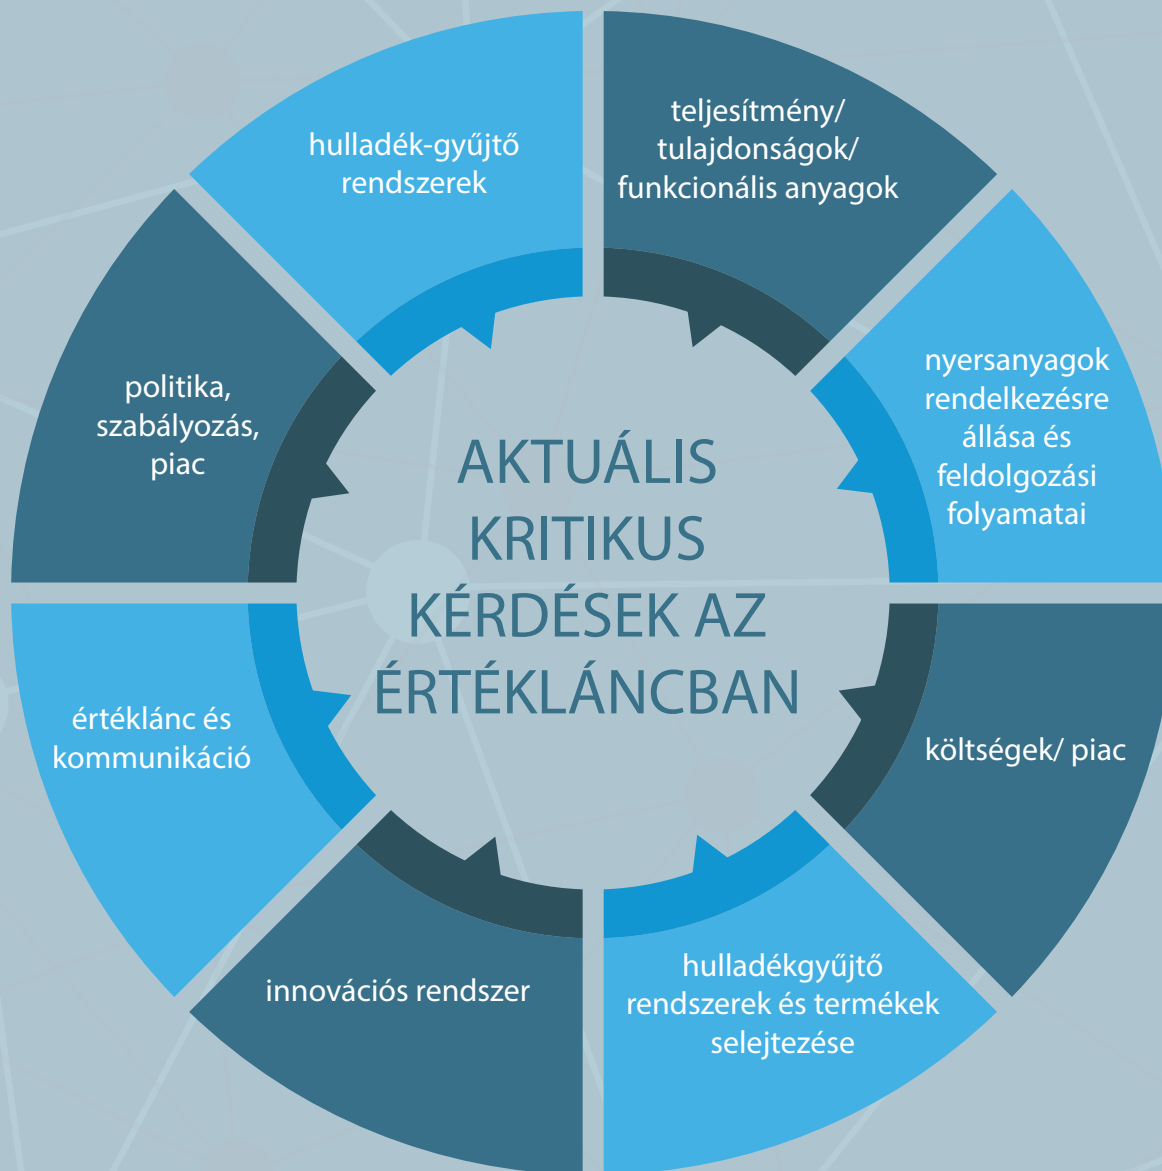 hulladék-gyűjtő
rendszerek
teljesítmény/
tulajdonságok/
funkcionális anyagok
nyersanyagok
rendelkezésre
állása és
feldolgozási
folyamatai
költségek/ piac
hulladékgyűjtő
rendszerek és termékek
selejtezése
innovációs rendszer
értéklánc és
kommunikáció
politika,
szabályozás,
piac
AKTUÁLIS
KRITIKUS
KÉRDÉSEK AZ
ÉRTÉKLÁNCBAN